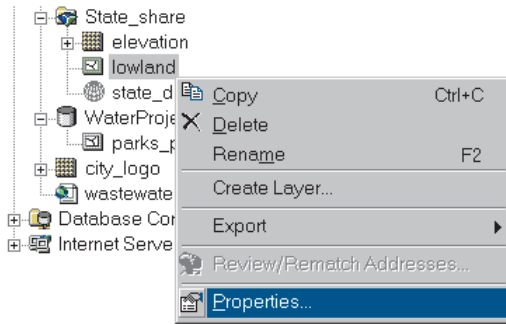 State_share
elevation
lowland
state_d
Copy Ctrl+C
WaterProje
Delete
parks_p
Rename F2
city_logo
Create Layer...
wastewate
Database Cor
Export
Internet Serve
Review/Rematch Addresses...
Properties...